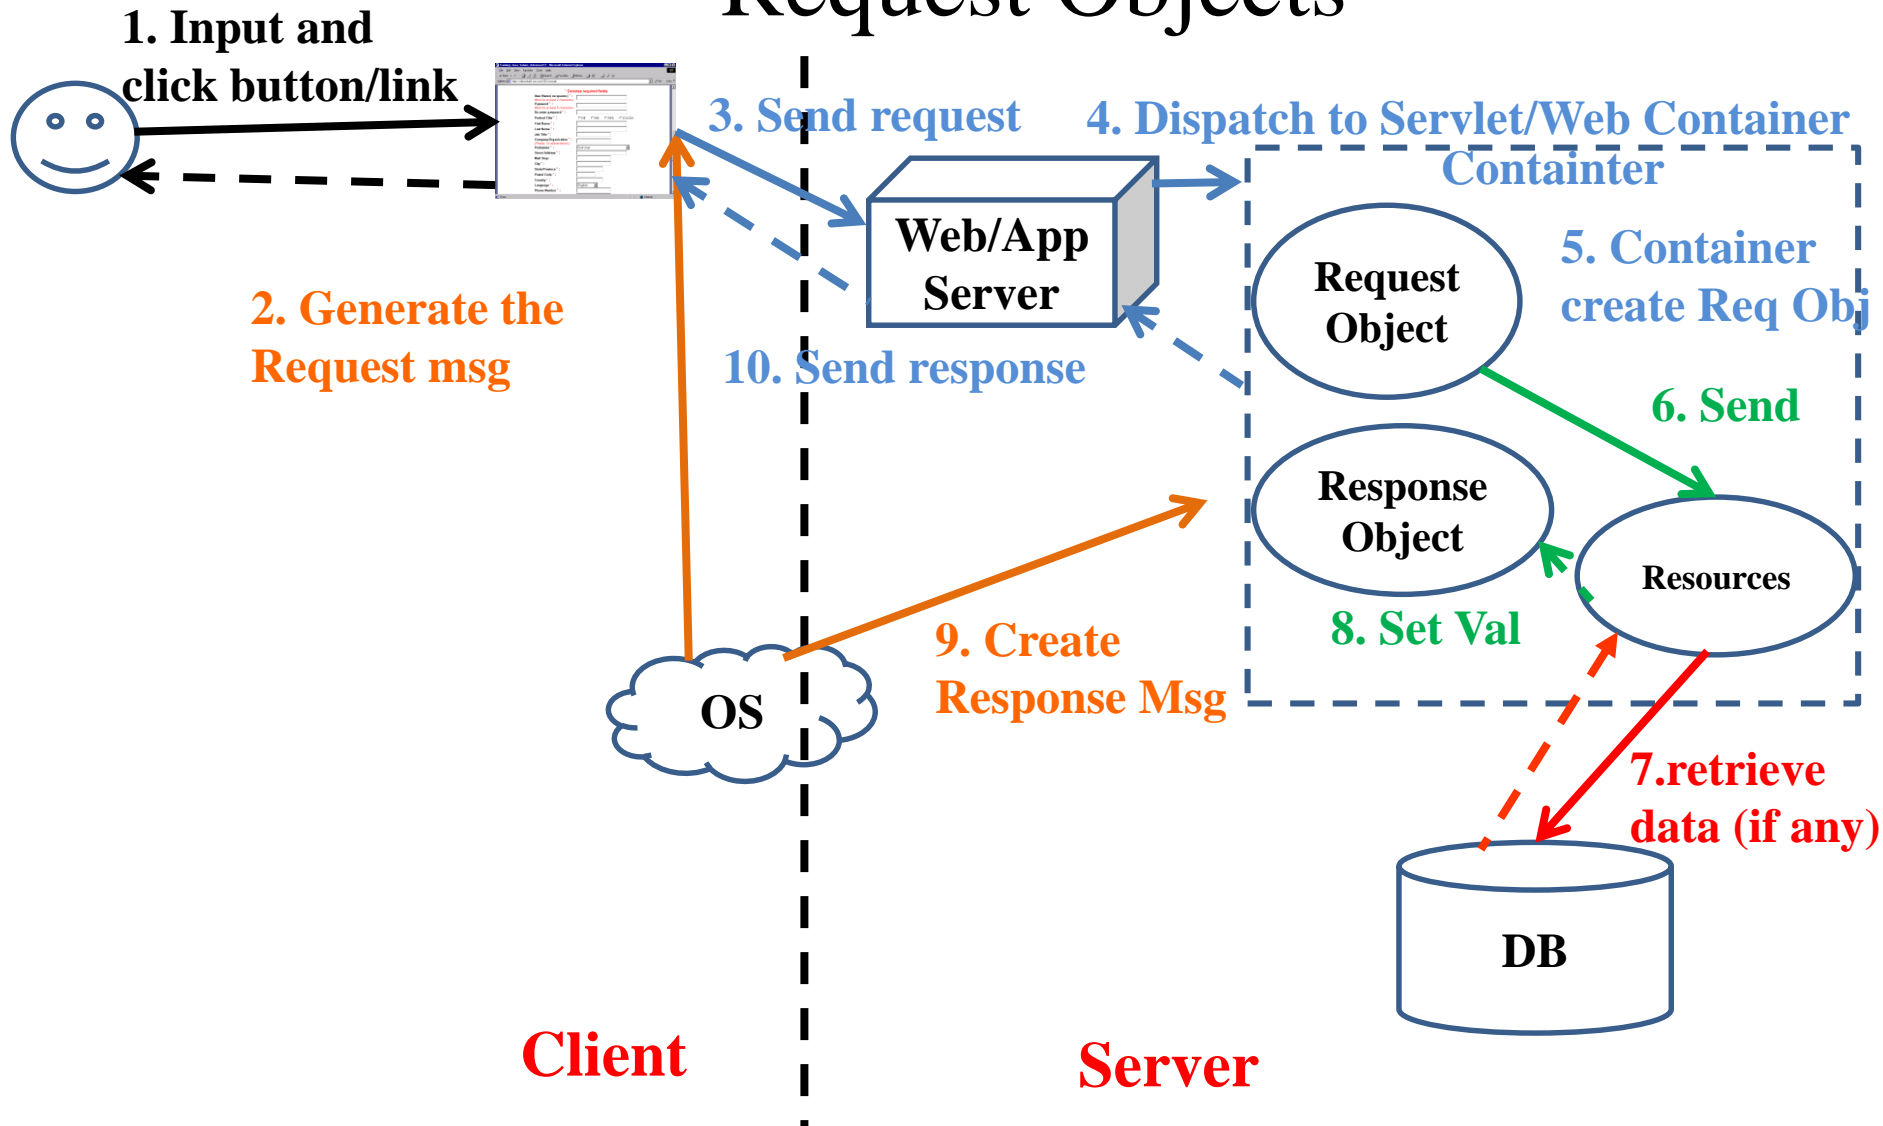 Request Objects
1. Input and
click button/link
3. Send request
4. Dispatch to Servlet/Web Container
Containter
Web/App
Server
Request
Object
5. Container
create Req Obj
2. Generate the
Request msg
10. Send response
6. Send
Response
Object
Resources
8. Set Val
9. Create
Response Msg
OS
7.retrieve
data (if any)
DB
Client
Server